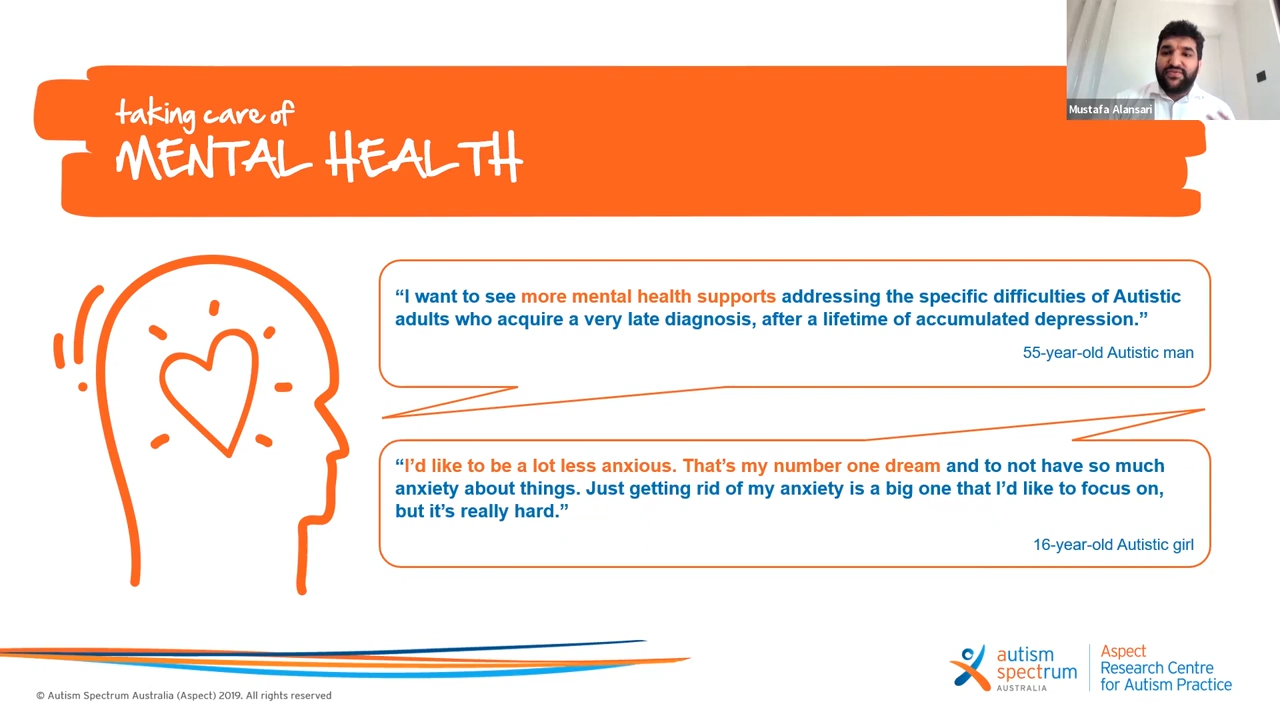 taking care of
MENTAL HEALTH
Mustafa Alansari
“I want to see more mental health supports addressing the specific difficulties of Autistic
adults who acquire a very late diagnosis, after a lifetime of accumulated depression.”
55-year-old Autistic man
“I’d like to be a lot less anxious. That’s my number one dream and to not have so much
anxiety about things. Just getting rid of my anxiety is a big one that I’d like to focus on,
but it’s really hard.”
16-year-old Autistic girl
autism
spectrum
AUSTRALIA
Aspect
Research Centre
for Autism Practice
© Autism Spectrum Australia (Aspect) 2019. All rights reserved